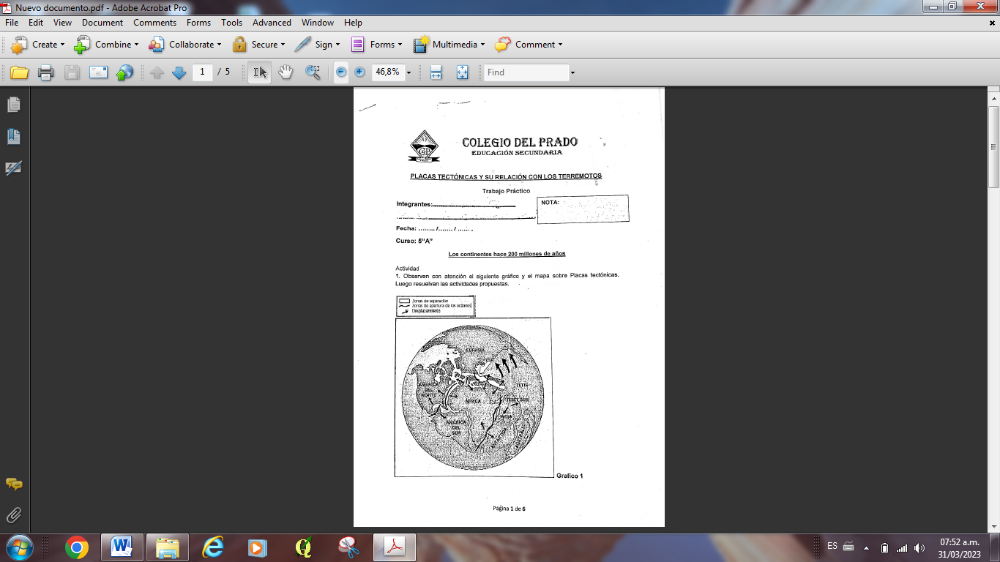 Nuevo documento.pdf - Adobe Acrobat Pro
File Edit View Document Comments Forms Tools Advanced Window Help
Create Combine Collaborate Secure Sign Forms Multimedia Comment
1 / 5 46,8% Find
COLEGIO DEL PRADO
EDUCACIÓN SECUNDARIA
PLACAS TECTÓNICAS Y SU RELACIÓN CON LOS TERREMOTOS
Trabajo Práctico
Integrantes:
NOTA:
Fecha: ........ /....... / .......
Curso: 5“A”
Los continentes hace 200 millones de años
Actividad
1. Observen con atención el siguiente gráfico y el mapa sobre Placas tectónicas.
Luego resuelvan las actividades propuestas.
Zonas de separación
Zonas de apertura de los océanos
Desplazamiento
EURASIA
TETIS
AMÉRICA
DEL
NORTE
ÁFRICA
INDIA
AMÉRICA
DEL
SUR
ANTÁRTIDA
AUSTRALIA
Grafico 1
Página 1 de 6
ES
07:52 a.m.
31/03/2023